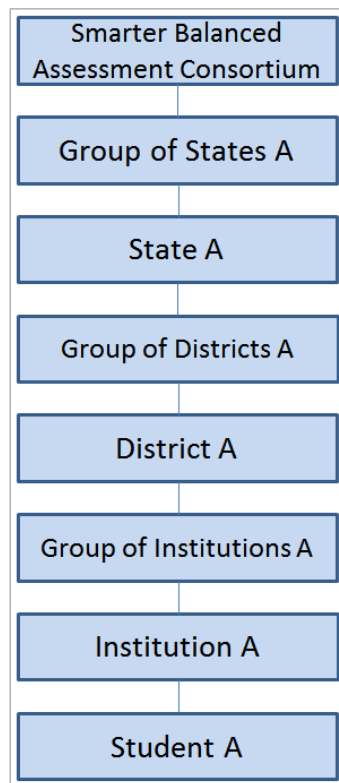 Smarter Balanced
Assessment Consortium
Group of States A
State A
Group of Districts A
District A
Group of Institutions A
Institution A
Student A